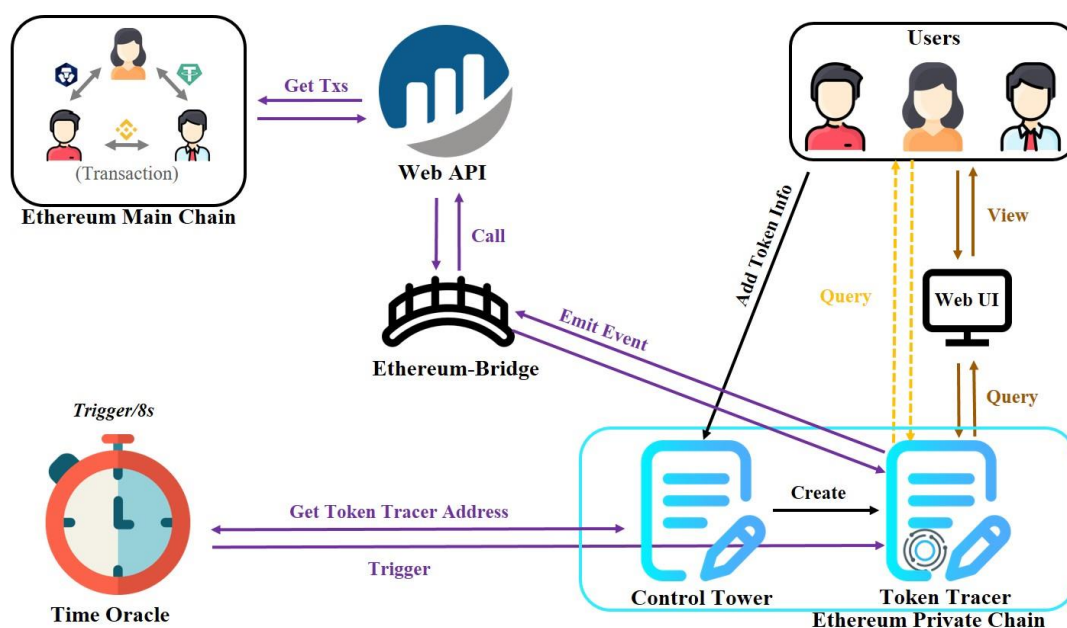 Users
Get Txs
(Transaction)
Ethereum Main Chain
Web API
Call
Add Token Info
View
Query
Web UI
Emit Event
Ethereum-Bridge
Query
Trigger/8s
Create
Get Token Tracer Address
Trigger
Time Oracle
Control Tower
Token Tracer
Ethereum Private Chain